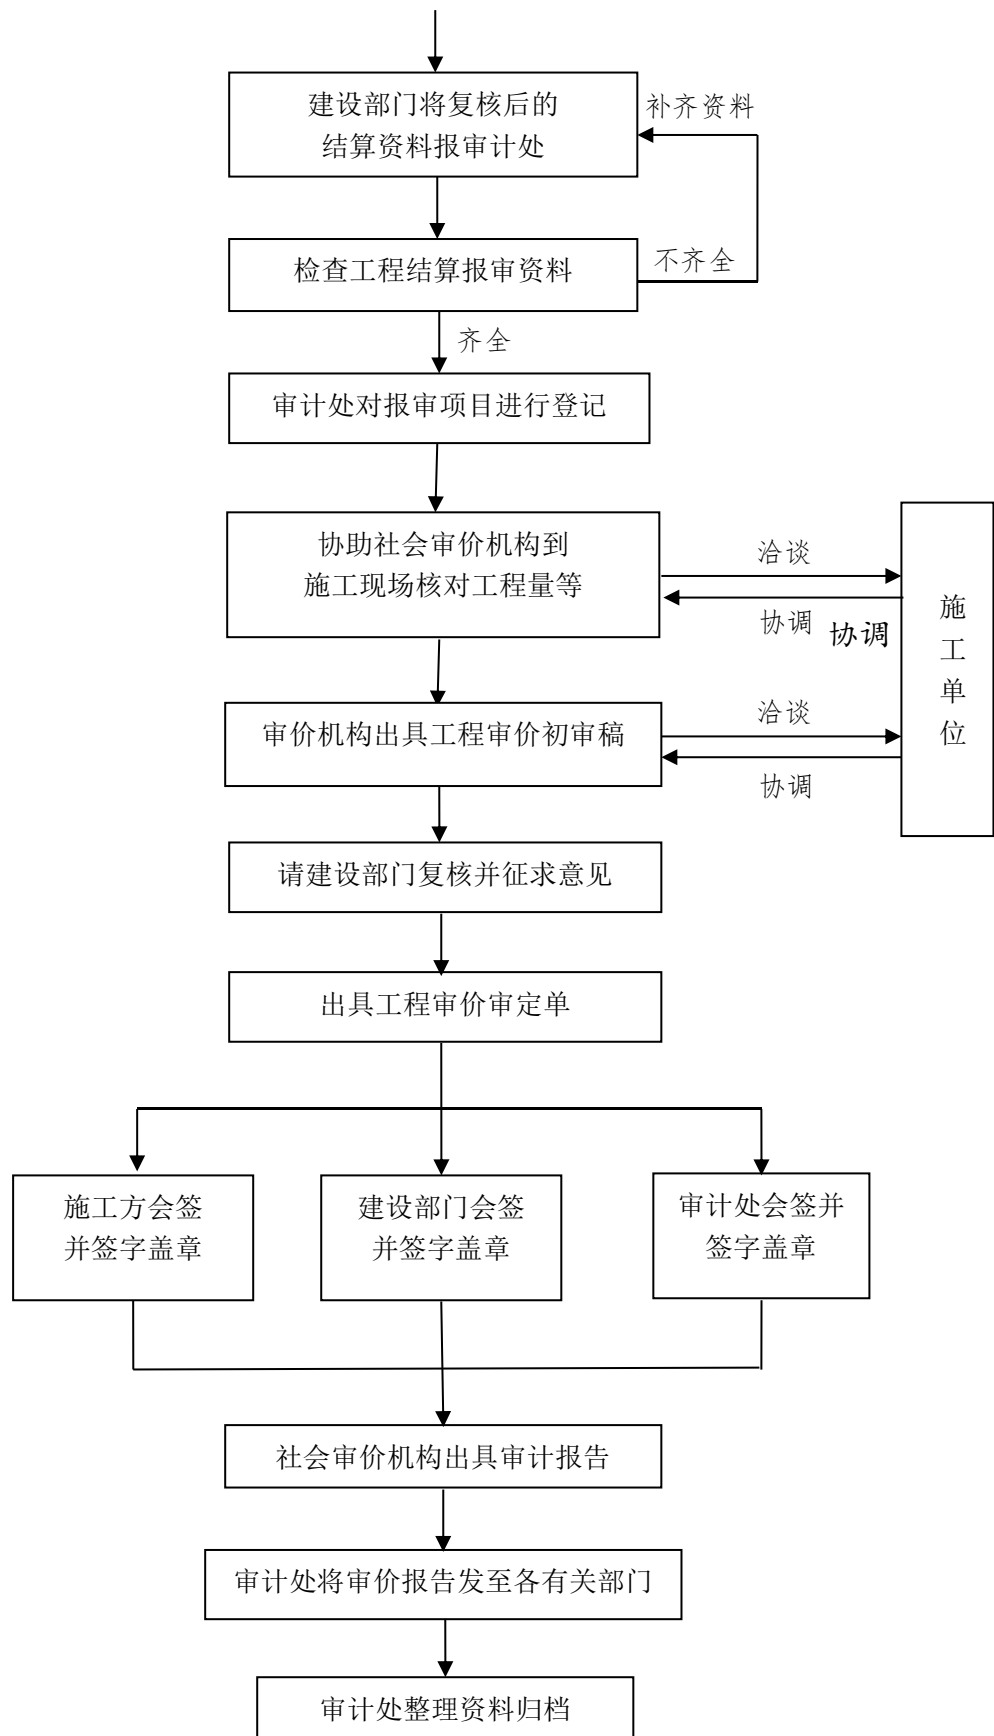 建设部门将复核后的
结算资料报审计处
补齐资料
检查工程结算报审资料
不齐全
齐全
审计处对报审项目进行登记
协助社会审价机构到
施工现场核对工程量等
洽谈
协调
协调
施工单位
审价机构出具工程审价初审稿
洽谈
协调
请建设部门复核并征求意见
出具工程审价审定单
施工方会签
并签字盖章
建设部门会签
并签字盖章
审计处会签并
签字盖章
社会审价机构出具审计报告
审计处将审价报告发至各有关部门
审计处整理资料归档